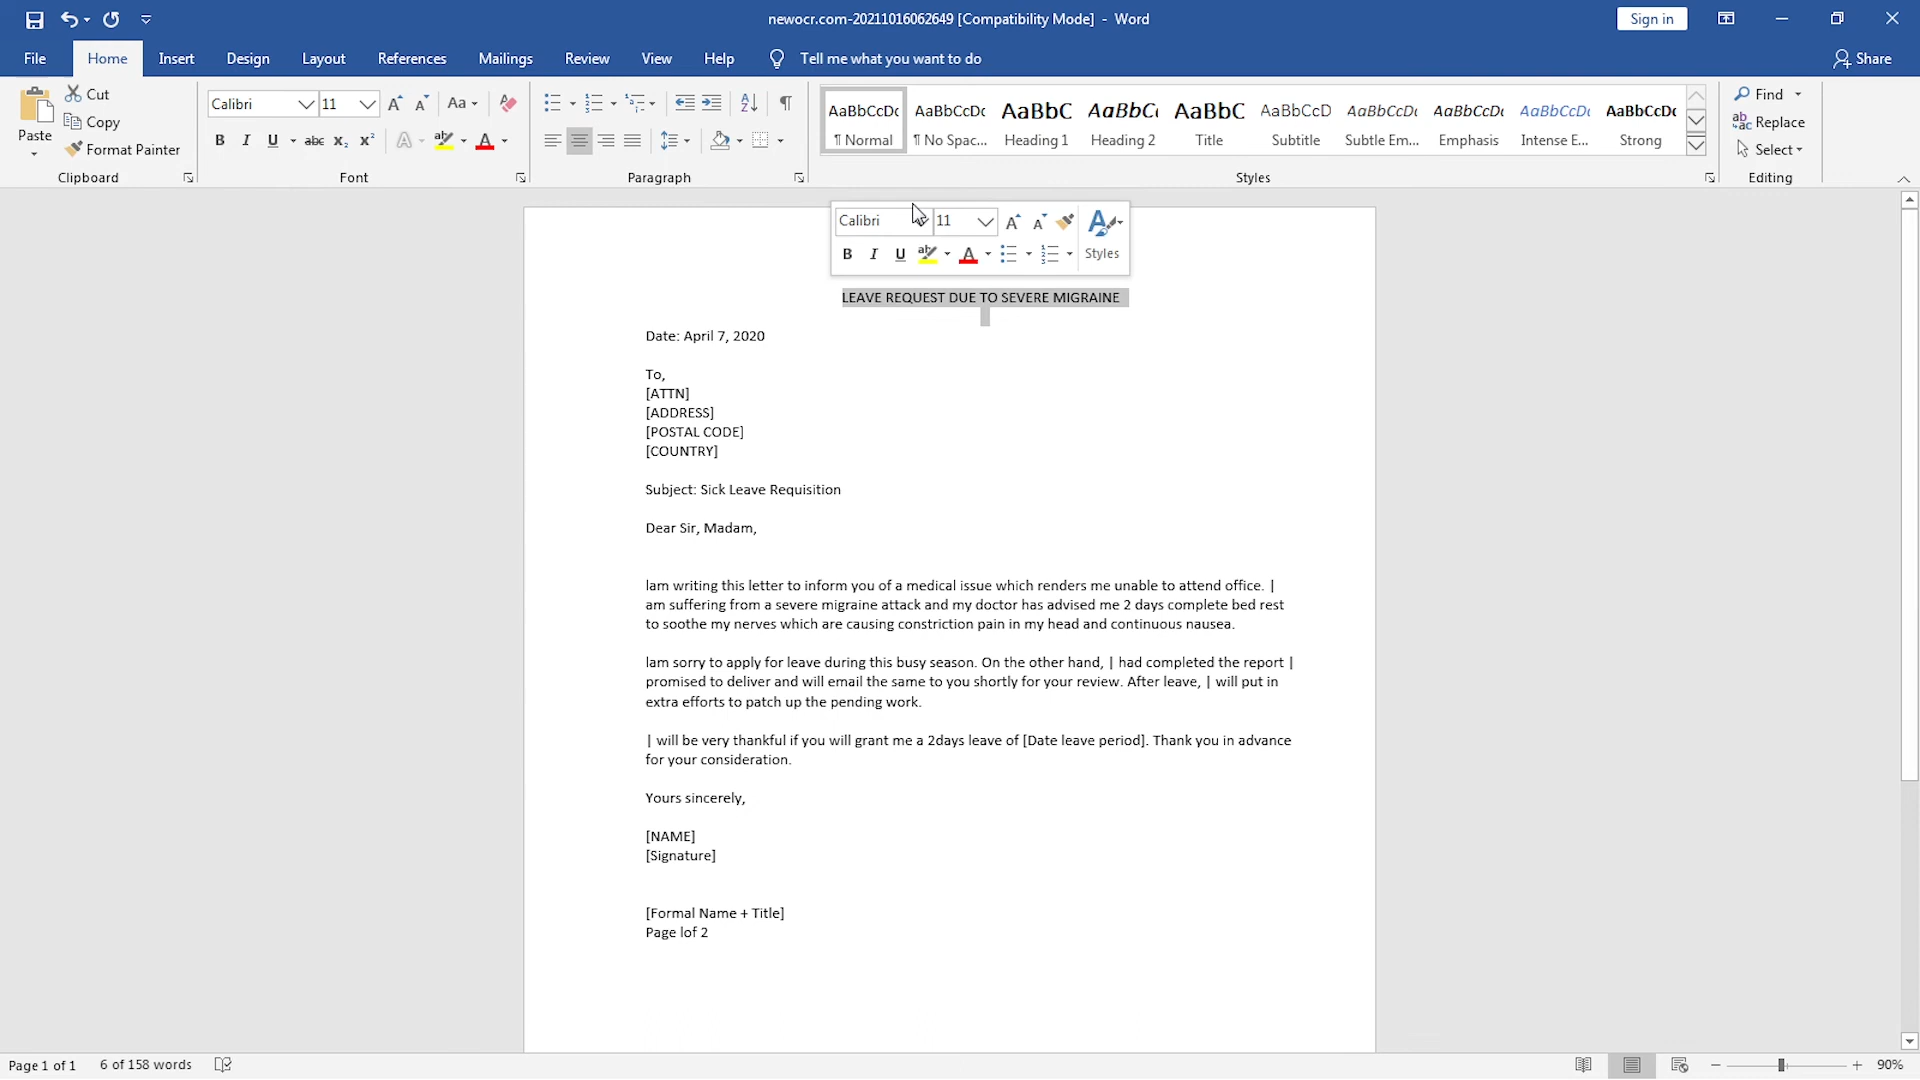 newocr.com-20211016062649 [Compatibility Mode] - Word
Sign in
File Home Insert Design Layout References Mailings Review View Help Tell me what you want to do
Share
Paste
Cut
Copy
Format Painter
Clipboard
Calibri 11
Aa
B I U abc x₂ x² A ab A
Font
Paragraph
AaBbCcDc AaBbCcDc AaBbC AaBbC AaBbC AaBbCcD AaBbCcDc AaBbCcDc AaBbCcDc AaBbCcDc
¶ Normal ¶ No Spac... Heading 1 Heading 2 Title Subtitle Subtle Em... Emphasis Intense E... Strong
Styles
Find
Replace
Select
Editing
Calibri 11
B I U ab A Styles
LEAVE REQUEST DUE TO SEVERE MIGRAINE
Date: April 7, 2020
To,
[ATTN]
[ADDRESS]
[POSTAL CODE]
[COUNTRY]
Subject: Sick Leave Requisition
Dear Sir, Madam,
lam writing this letter to inform you of a medical issue which renders me unable to attend office. |
am suffering from a severe migraine attack and my doctor has advised me 2 days complete bed rest
to soothe my nerves which are causing constriction pain in my head and continuous nausea.
lam sorry to apply for leave during this busy season. On the other hand, | had completed the report |
promised to deliver and will email the same to you shortly for your review. After leave, | will put in
extra efforts to patch up the pending work.
| will be very thankful if you will grant me a 2days leave of [Date leave period]. Thank you in advance
for your consideration.
Yours sincerely,
[NAME]
[Signature]
[Formal Name + Title]
Page lof 2
Page 1 of 1 6 of 158 words
90%